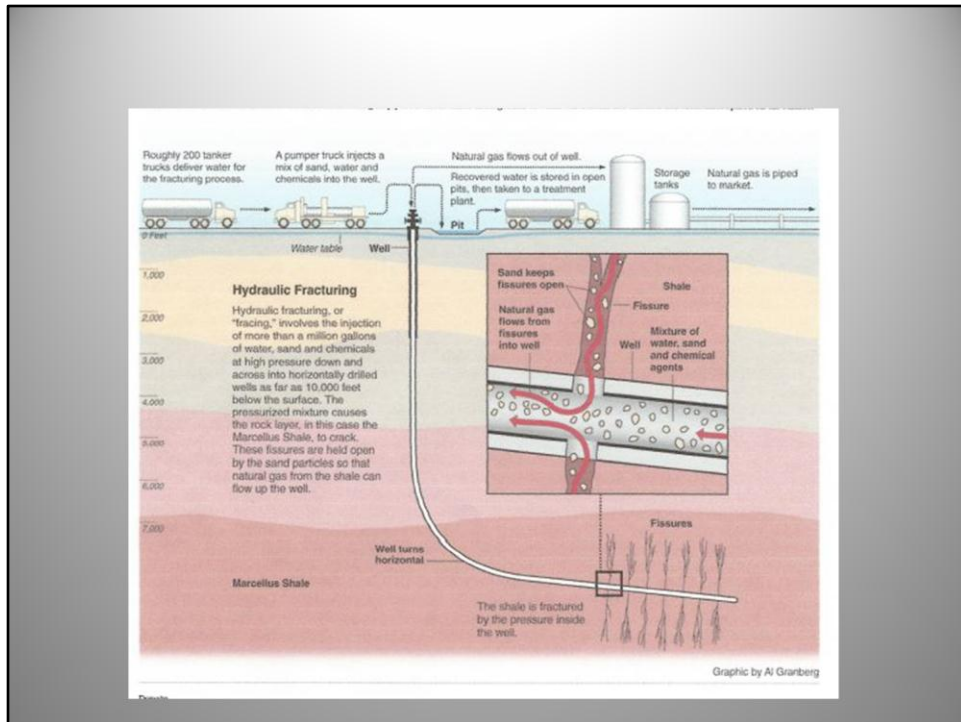 Roughly 200 tanker
trucks deliver water for
the fracturing process.
A pumper truck injects a
mix of sand, water and
chemicals into the well.
Natural gas flows out of well.
Recovered water is stored in open
pits, then taken to a treatment
plant.
Storage
tanks
Natural gas is piped
to market.
Pit
0 Feet
Water table
Well
1,000
2,000
3,000
4,000
5,000
6,000
7,000
Hydraulic Fracturing
Hydraulic fracturing, or
"fracing," involves the injection
of more than a million gallons
of water, sand and chemicals
at high pressure down and
across into horizontally drilled
wells as far as 10,000 feet
below the surface. The
pressurized mixture causes
the rock layer, in this case the
Marcellus Shale, to crack.
These fissures are held open
by the sand particles so that
natural gas from the shale can
flow up the well.
Sand keeps
fissures open
Shale
Fissure
Natural gas
flows from
fissures
into well
Well
Mixture of
water, sand
and chemical
agents
Fissures
Well turns
horizontal
Marcellus Shale
The shale is fractured
by the pressure inside
the well.
Graphic by Al Granberg